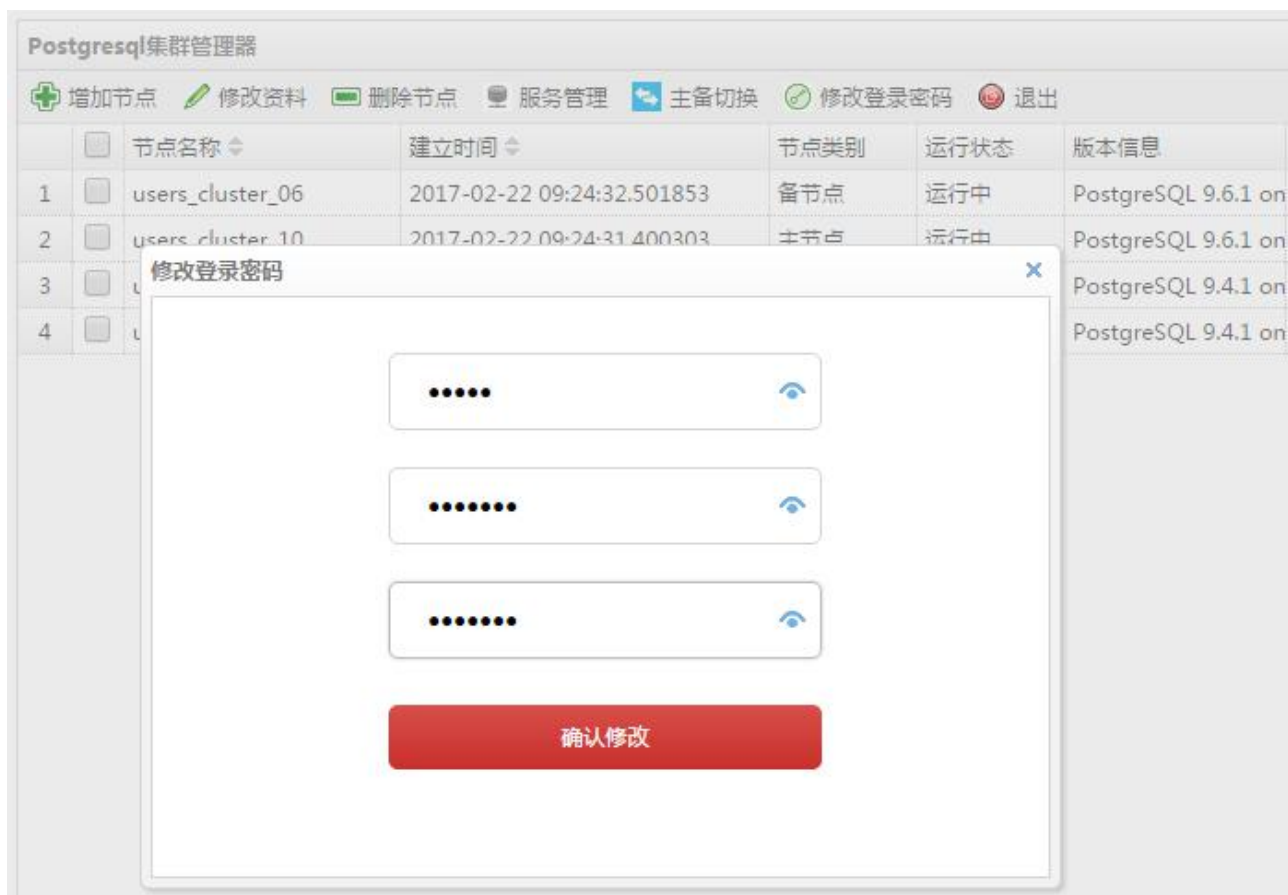 Postgresql集群管理器
增加节点 修改资料 删除节点 服务管理 主备切换 修改登录密码 退出
节点名称 建立时间 节点类别 运行状态 版本信息
1 users_cluster_06 2017-02-22 09:24:32.501853 备节点 运行中 PostgreSQL 9.6.1 on
2 users_cluster_10 2017-02-22 09:24:31.400303 主节点 运行中 PostgreSQL 9.6.1 on
3 PostgreSQL 9.4.1 on
4 PostgreSQL 9.4.1 on
修改登录密码
确认修改